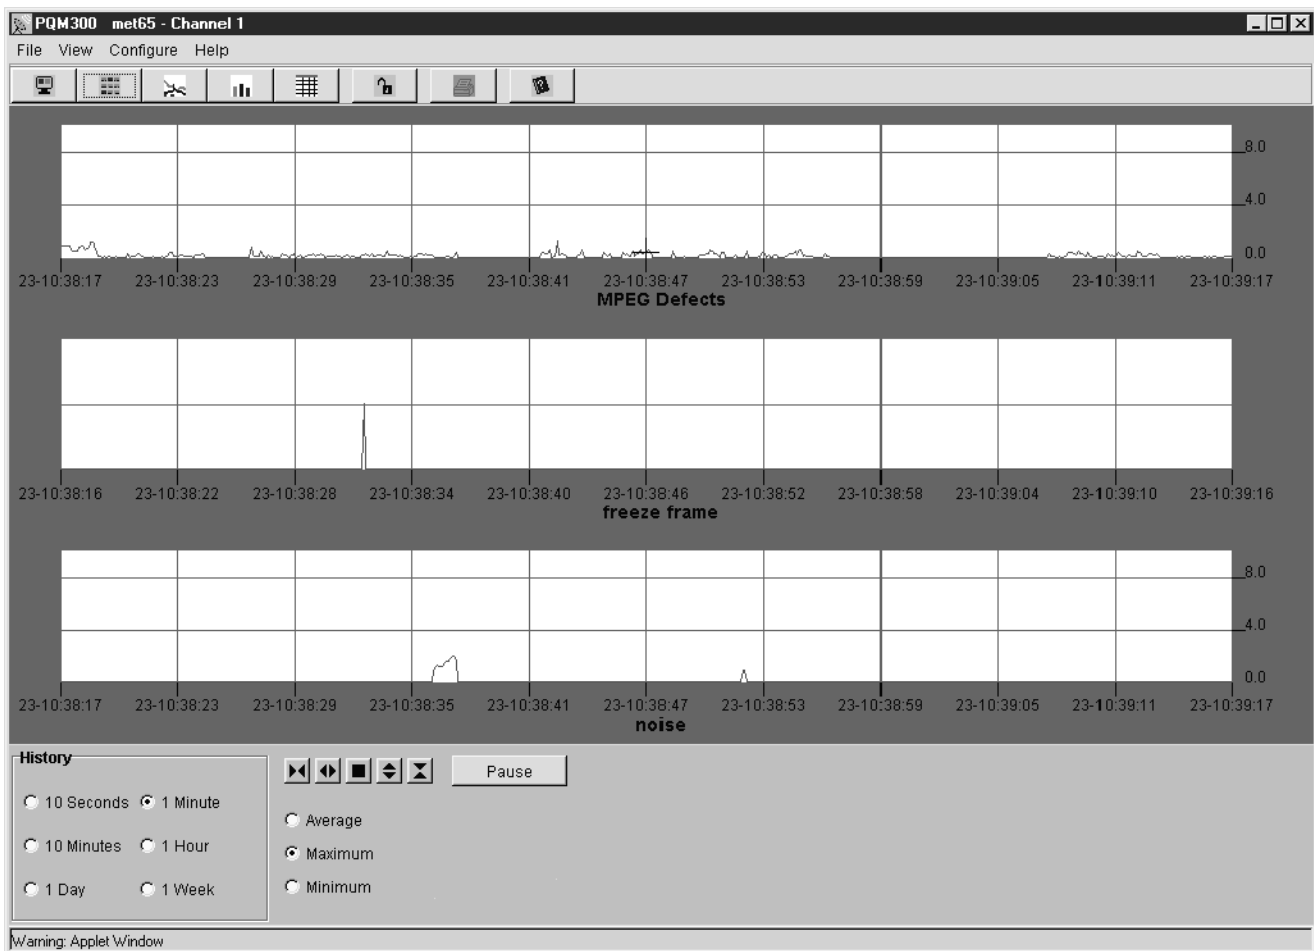 PQM300 met65 - Channel 1
File View Configure Help
8.0
4.0
0.0
23-10:38:17 23-10:38:23 23-10:38:29 23-10:38:35 23-10:38:41 23-10:38:47 23-10:38:53 23-10:38:59 23-10:39:05 23-10:39:11 23-10:39:17
MPEG Defects
23-10:38:16 23-10:38:22 23-10:38:28 23-10:38:34 23-10:38:40 23-10:38:46 23-10:38:52 23-10:38:58 23-10:39:04 23-10:39:10 23-10:39:16
freeze frame
8.0
4.0
0.0
23-10:38:17 23-10:38:23 23-10:38:29 23-10:38:35 23-10:38:41 23-10:38:47 23-10:38:53 23-10:38:59 23-10:39:05 23-10:39:11 23-10:39:17
noise
History
10 Seconds 1 Minute
10 Minutes 1 Hour
1 Day 1 Week
Pause
Average
Maximum
Minimum
Warning: Applet Window